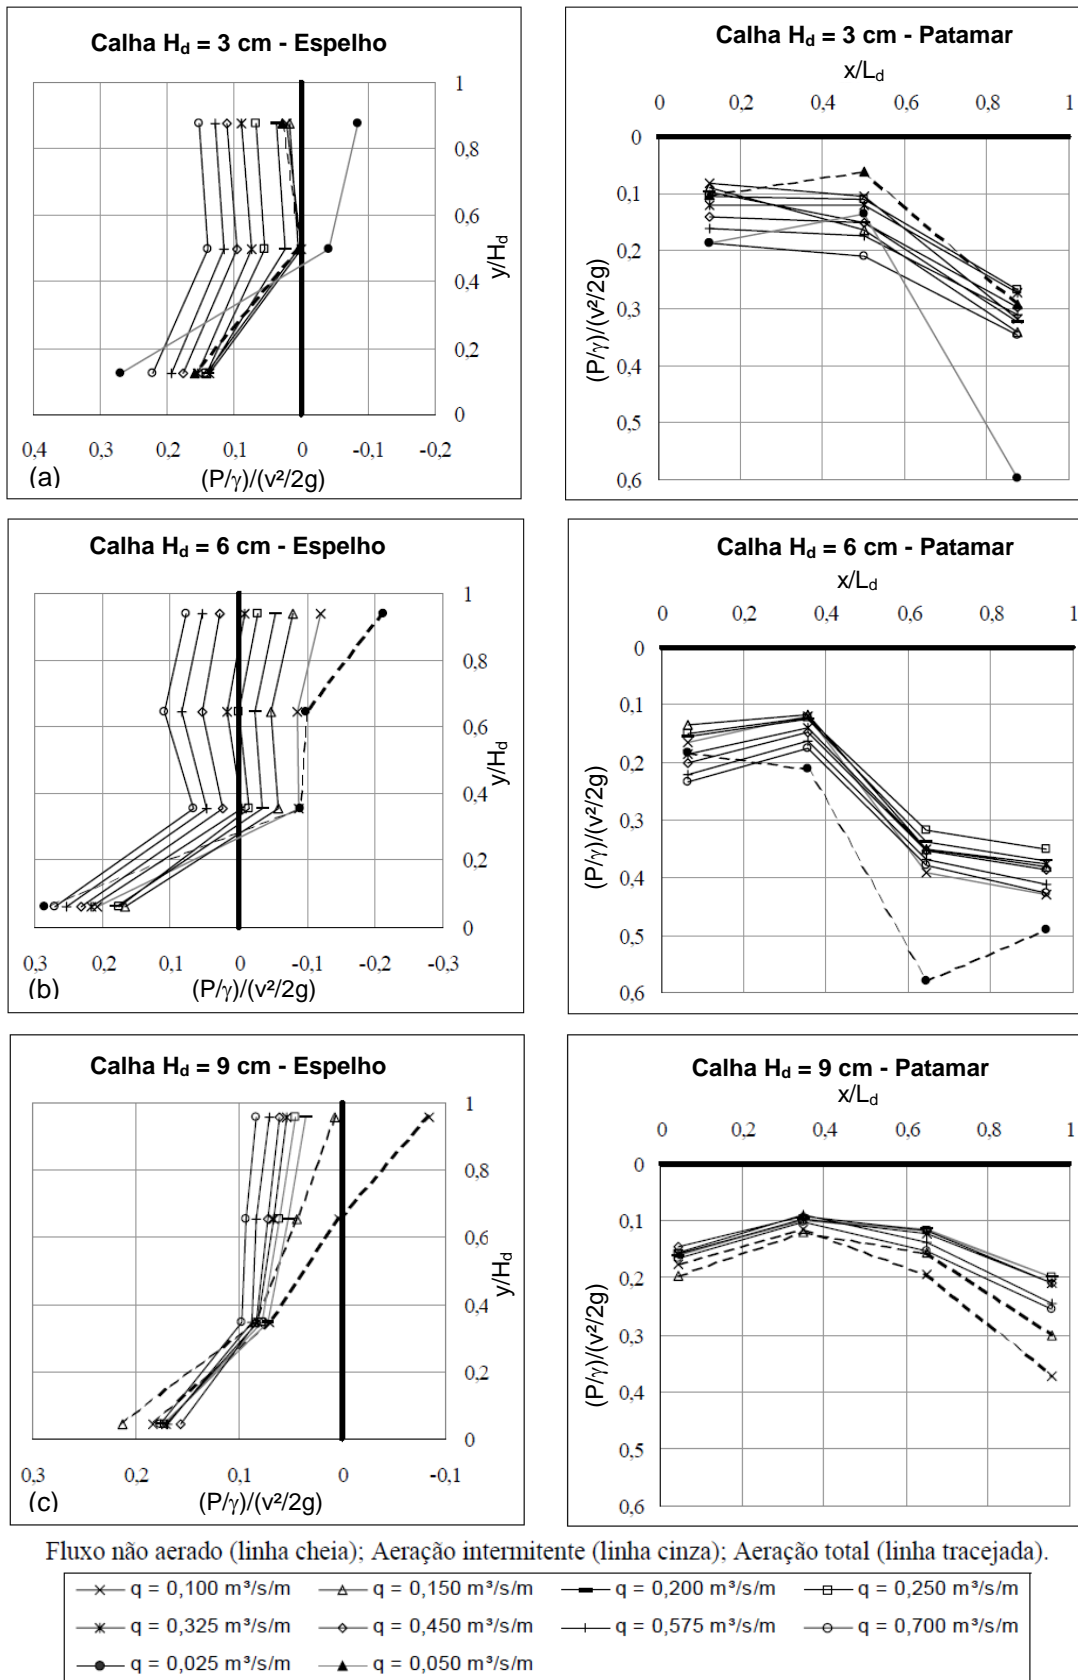 Calha Hd = 3 cm - Espelho
1
0,8
0,6
0,4
0,2
0
y/Hd
0,4 0,3 0,2 0,1 0 -0,1 -0,2
(a)
(P/γ)/(v²/2g)
Calha Hd = 3 cm - Patamar
x/Ld
0 0,2 0,4 0,6 0,8 1
0
0,1
0,2
0,3
0,4
0,5
0,6
(P/γ)/(v²/2g)
Calha Hd = 6 cm - Espelho
1
0,8
0,6
0,4
0,2
0
y/Hd
0,3 0,2 0,1 0 -0,1 -0,2 -0,3
(b)
(P/γ)/(v²/2g)
Calha Hd = 6 cm - Patamar
x/Ld
0 0,2 0,4 0,6 0,8 1
0
0,1
0,2
0,3
0,4
0,5
0,6
(P/γ)/(v²/2g)
Calha Hd = 9 cm - Espelho
1
0,8
0,6
0,4
0,2
0
y/Hd
0,3 0,2 0,1 0 -0,1
(c)
(P/γ)/(v²/2g)
Calha Hd = 9 cm - Patamar
x/Ld
0 0,2 0,4 0,6 0,8 1
0
0,1
0,2
0,3
0,4
0,5
0,6
(P/γ)/(v²/2g)
Fluxo não aerado (linha cheia); Aeração intermitente (linha cinza); Aeração total (linha tracejada).
q = 0,100 m³/s/m q = 0,150 m³/s/m q = 0,200 m³/s/m q = 0,250 m³/s/m
q = 0,325 m³/s/m q = 0,450 m³/s/m q = 0,575 m³/s/m q = 0,700 m³/s/m
q = 0,025 m³/s/m q = 0,050 m³/s/m